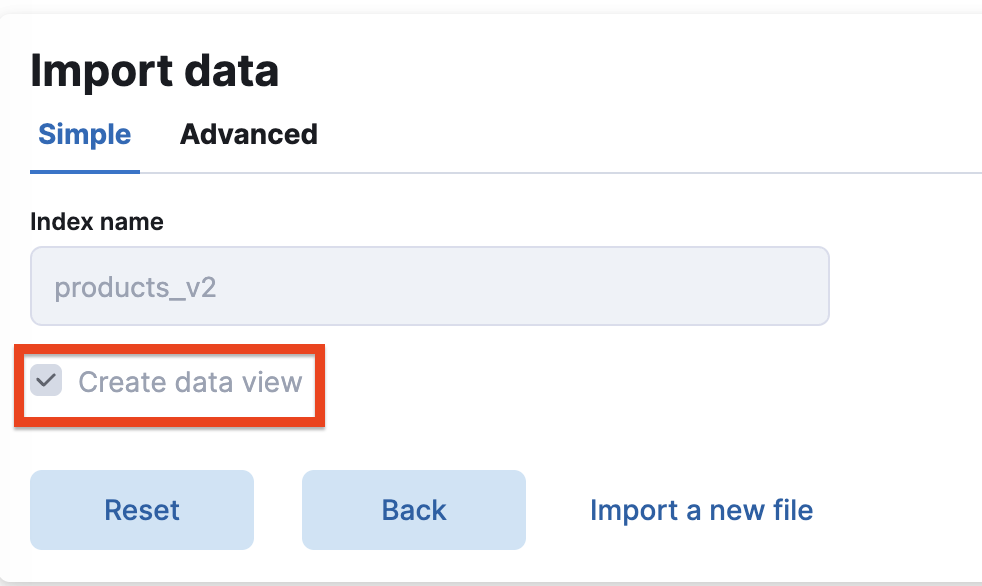 Import data
Simple Advanced
Index name
products_v2
Create data view
Reset Back Import a new file